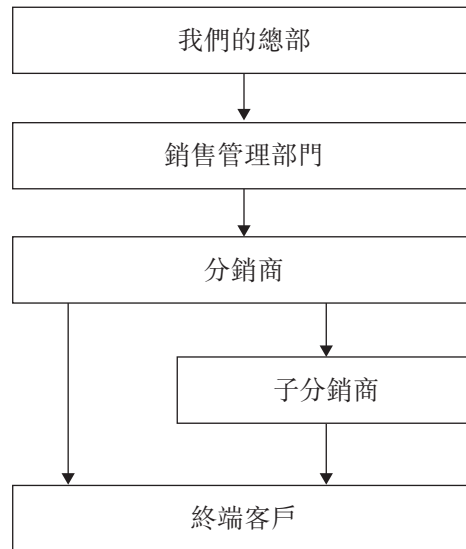 我們的總部
銷售管理部門
分銷商
子分銷商
終端客戶